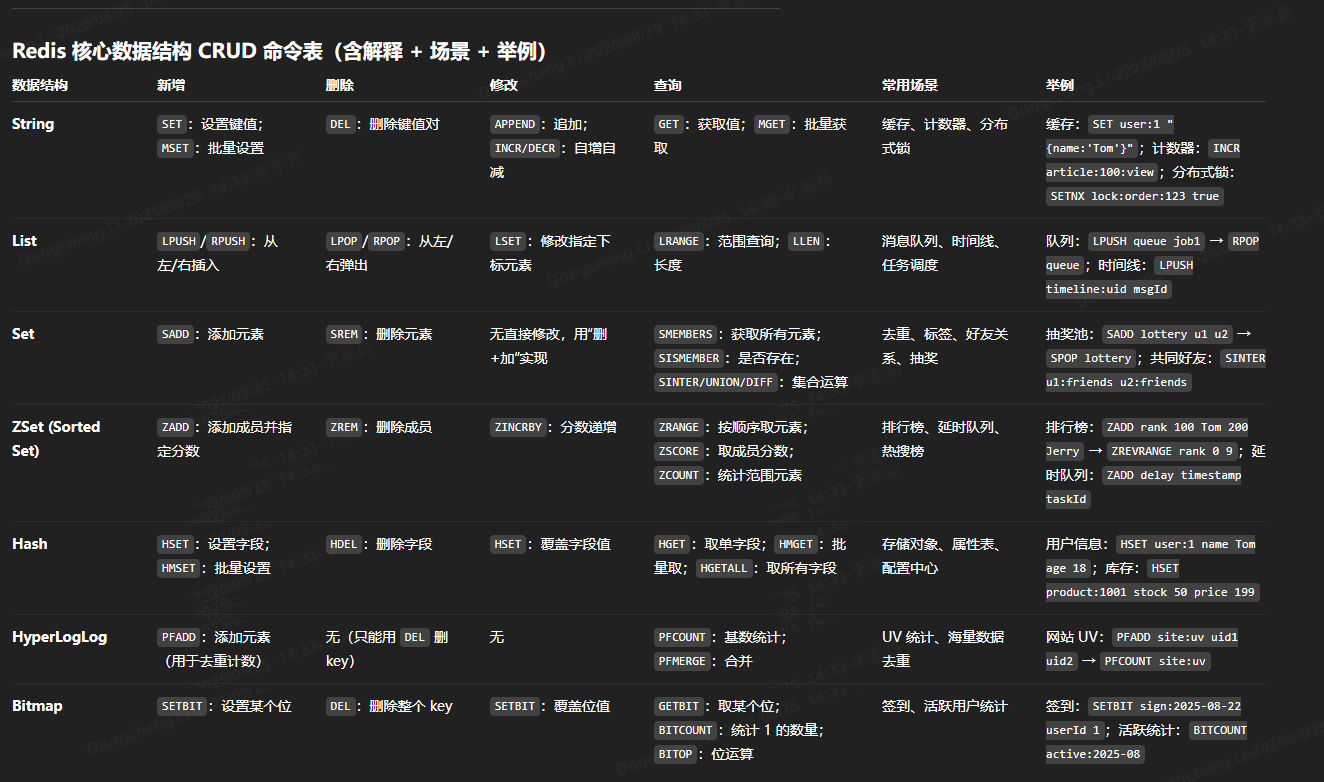 Redis 核心数据结构 CRUD 命令表（含解释 + 场景 + 举例）
数据结构 新增 删除 修改 查询 常用场景 举例
String
SET：设置键值；
MSET：批量设置
DEL：删除键值对
APPEND：追加；
INCR/DECR：自增自
减
GET：获取值；MGET：批量获
取
缓存、计数器、分布
式锁
缓存：SET user:1 "
{name:'Tom'}"；计数器：INCR
article:100:view；分布式锁：
SETNX lock:order:123 true
List
LPUSH/RPUSH：从
左/右插入
LPOP/RPOP：从左/
右弹出
LSET：修改指定下
标元素
LRANGE：范围查询；LLEN：
长度
消息队列、时间线、
任务调度
队列：LPUSH queue job1 → RPOP
queue；时间线：LPUSH
timeline:uid msgId
Set
SADD：添加元素
SREM：删除元素
无直接修改，用“删
+加”实现
SMEMBERS：获取所有元素；
SISMEMBER：是否存在；
SINTER/UNION/DIFF：集合运算
去重、标签、好友关
系、抽奖
抽奖池：SADD lottery u1 u2 →
SPOP lottery；共同好友：SINTER
u1:friends u2:friends
ZSet (Sorted
Set)
ZADD：添加成员并指
定分数
ZREM：删除成员
ZINCRBY：分数递增
ZRANGE：按顺序取元素；
ZSCORE：取成员分数；
ZCOUNT：统计范围元素
排行榜、延时队列、
热搜榜
排行榜：ZADD rank 100 Tom 200
Jerry → ZREVRANGE rank 0 9；延
时队列：ZADD delay timestamp
taskId
Hash
HSET：设置字段；
HMSET：批量设置
HDEL：删除字段
HSET：覆盖字段值
HGET：取单字段；HMGET：批
量取；HGETALL：取所有字段
存储对象、属性表、
配置中心
用户信息：HSET user:1 name Tom
age 18；库存：HSET
product:1001 stock 50 price 199
HyperLogLog
PFADD：添加元素
（用于去重计数）
无（只能用 DEL 删
key）
无
PFCOUNT：基数统计；
PFMERGE：合并
UV 统计、海量数据
去重
网站 UV：PFADD site:uv uid1
uid2 → PFCOUNT site:uv
Bitmap
SETBIT：设置某个位
DEL：删除整个 key
SETBIT：覆盖位值
GETBIT：取某个位；
BITCOUNT：统计 1 的数量；
BITOP：位运算
签到、活跃用户统计
签到：SETBIT sign:2025-08-22
userId 1；活跃统计：BITCOUNT
active:2025-08
Dongchang.Li-2025/08/25 14:33-李东昌